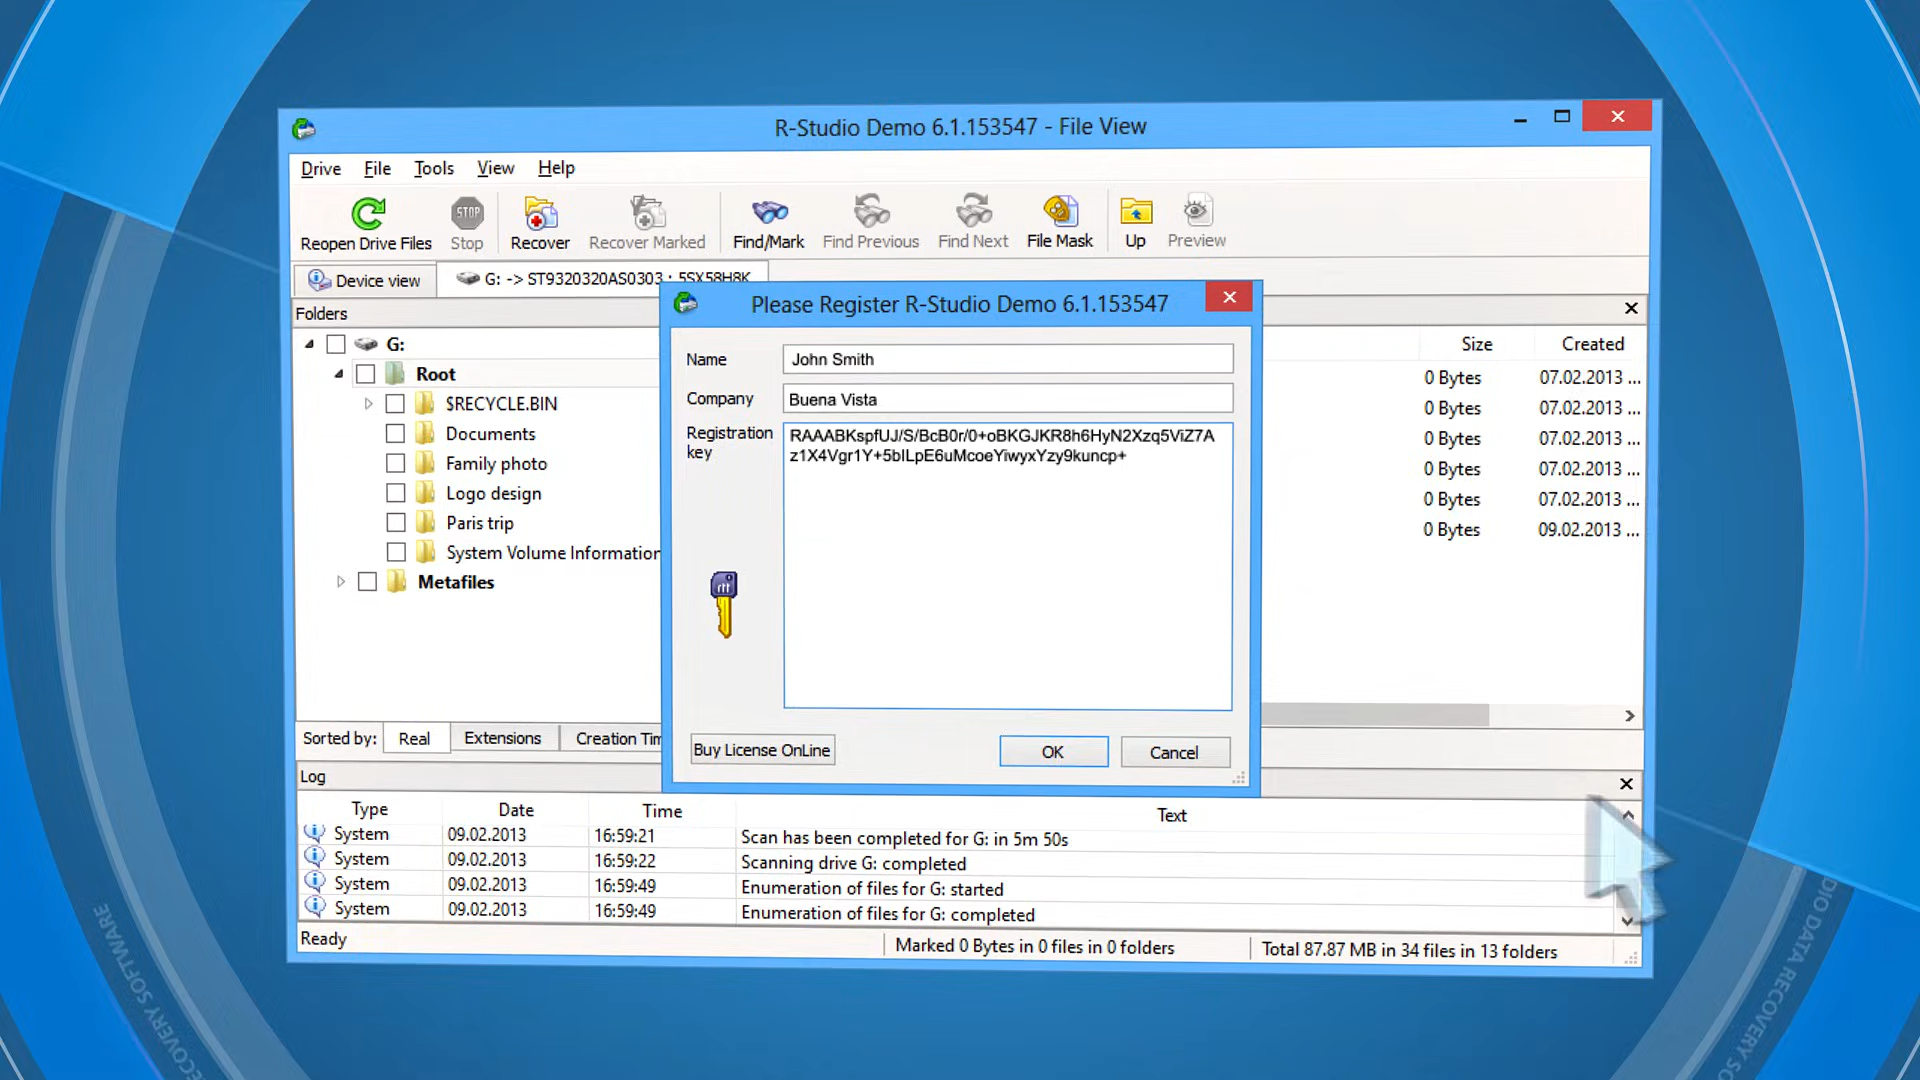 R-Studio Demo 6.1.153547 - File View
Drive File Tools View Help
Reopen Drive Files Stop Recover Recover Marked Find/Mark Find Previous Find Next File Mask Up Preview
Device view G: -> ST9320320AS0303 : 5SX58H8K
Folders
G:
Root
$RECYCLE.BIN
Documents
Family photo
Logo design
Paris trip
System Volume Information
Metafiles
Size Created
0 Bytes 07.02.2013 ...
0 Bytes 07.02.2013 ...
0 Bytes 07.02.2013 ...
0 Bytes 07.02.2013 ...
0 Bytes 07.02.2013 ...
0 Bytes 09.02.2013 ...
Please Register R-Studio Demo 6.1.153547
Name John Smith
Company Buena Vista
Registration key
RAAABKspfUJ/S/BcB0r/0+oBKGJKR8h6HyN2Xzq5ViZ7A
z1X4Vgr1Y+5bILpE6uMcoeYiwyxYzy9kuncp+
Buy License OnLine OK Cancel
Sorted by: Real Extensions Creation Tim
Log
Type Date Time Text
System 09.02.2013 16:59:21 Scan has been completed for G: in 5m 50s
System 09.02.2013 16:59:22 Scanning drive G: completed
System 09.02.2013 16:59:49 Enumeration of files for G: started
System 09.02.2013 16:59:49 Enumeration of files for G: completed
Ready Marked 0 Bytes in 0 files in 0 folders Total 87.87 MB in 34 files in 13 folders
RECOVERY SOFTWARE
DIO DATA RECOVERY SO